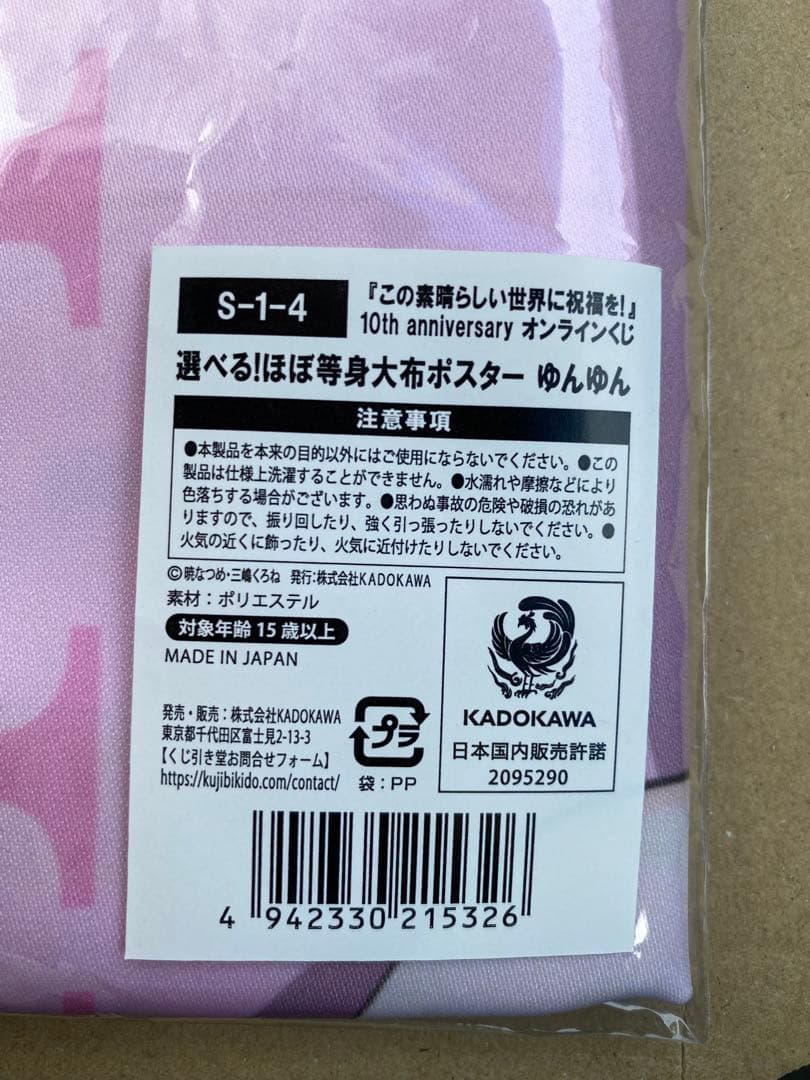 S-1-4
『この素晴らしい世界に祝福を!』
10th anniversary オンラインくじ
選べる!ほぼ等身大布ポスター ゆんゆん
注意事項
●本製品を本来の目的以外にはご使用にならないでください。●この
製品は仕様上洗濯することができません。●水濡れや摩擦などにより
色落ちする場合がございます。●思わぬ事故の危険や破損の恐れがあ
りますので、振り回したり、強く引っ張ったりしないでください。●
火気の近くに飾ったり、火気に近付けたりしないでください。
©暁なつめ・三嶋くろね 発行:株式会社KADOKAWA
素材:ポリエステル
対象年齢15歳以上
MADE IN JAPAN
発売・販売:株式会社KADOKAWA
東京都千代田区富士見2-13-3
【くじ引き堂お問合せフォーム】
https://kujibikido.com/contact/
プラ
袋:PP
KADOKAWA
日本国内販売許諾
2095290
4 942330 215326